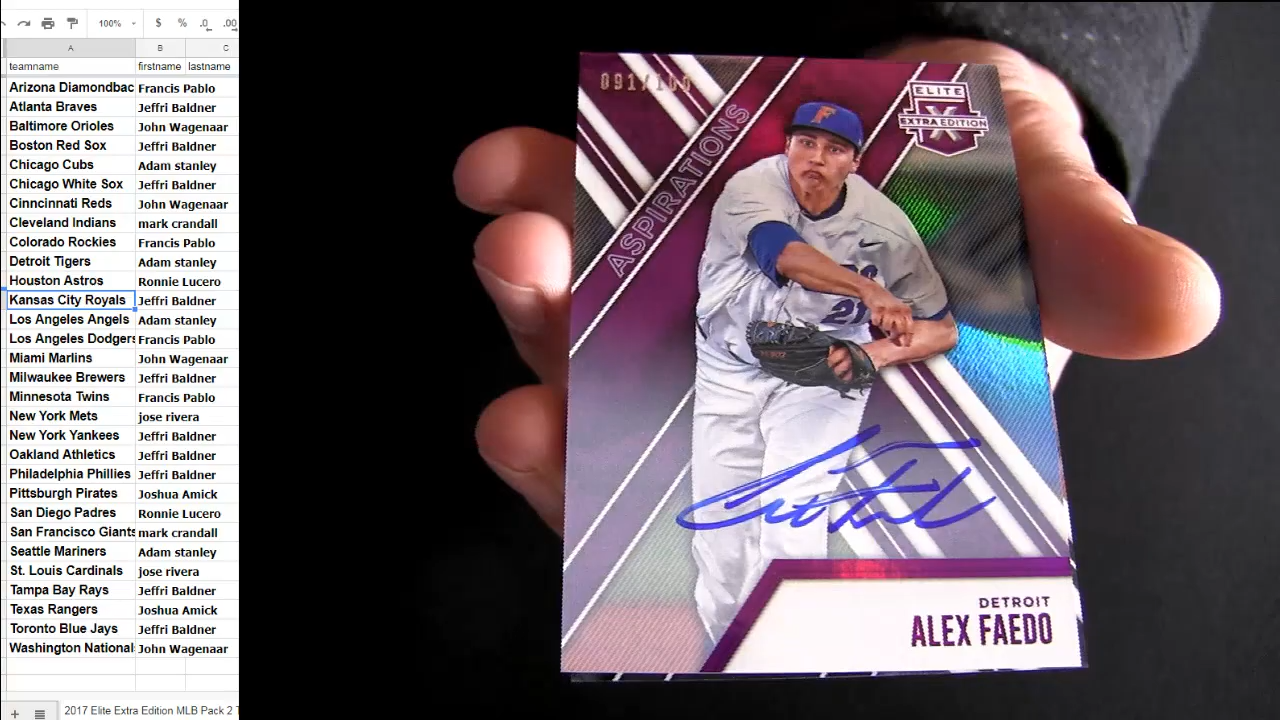 100%
$ % .0 .00
A B C
teamname firstname lastname
Arizona Diamondbac Francis Pablo
Atlanta Braves Jeffri Baldner
Baltimore Orioles John Wagenaar
Boston Red Sox Jeffri Baldner
Chicago Cubs Adam stanley
Chicago White Sox Jeffri Baldner
Cinncinnati Reds John Wagenaar
Cleveland Indians mark crandall
Colorado Rockies Francis Pablo
Detroit Tigers Adam stanley
Houston Astros Ronnie Lucero
Kansas City Royals Jeffri Baldner
Los Angeles Angels Adam stanley
Los Angeles Dodgers Francis Pablo
Miami Marlins John Wagenaar
Milwaukee Brewers Jeffri Baldner
Minnesota Twins Francis Pablo
New York Mets jose rivera
New York Yankees Jeffri Baldner
Oakland Athletics Jeffri Baldner
Philadelphia Phillies Jeffri Baldner
Pittsburgh Pirates Joshua Amick
San Diego Padres Ronnie Lucero
San Francisco Giants mark crandall
Seattle Mariners Adam stanley
St. Louis Cardinals jose rivera
Tampa Bay Rays Jeffri Baldner
Texas Rangers Joshua Amick
Toronto Blue Jays Jeffri Baldner
Washington National John Wagenaar
2017 Elite Extra Edition MLB Pack 2
091/100
ASPIRATIONS
ELITE
EXTRA EDITION
X
F
21
DETROIT
ALEX FAEDO